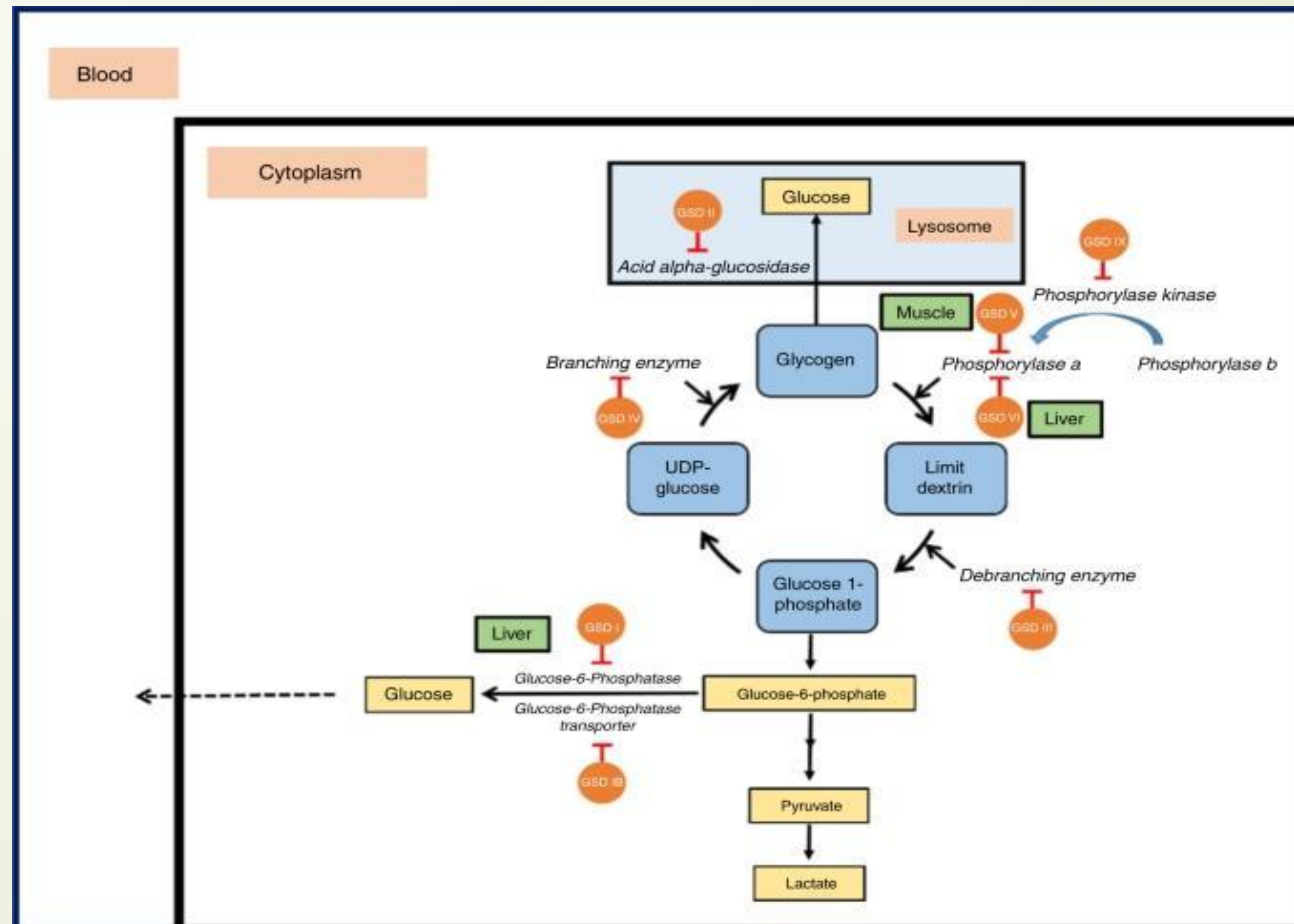 Blood
Cytoplasm
Glucose
GSD II
Lysosome
Acid alpha-glucosidase
GSD IX
Phosphorylase kinase
Muscle
GSD V
Branching enzyme
Glycogen
Phosphorylase a
Phosphorylase b
GSD IV
GSD VI
Liver
UDP-
glucose
Limit
dextrin
Glucose 1-
phosphate
Debranching enzyme
GSD III
Liver
GSD I
Glucose-6-Phosphatase
Glucose
Glucose-6-phosphate
Glucose-6-Phosphatase
transporter
GSD IB
Pyruvate
Lactate